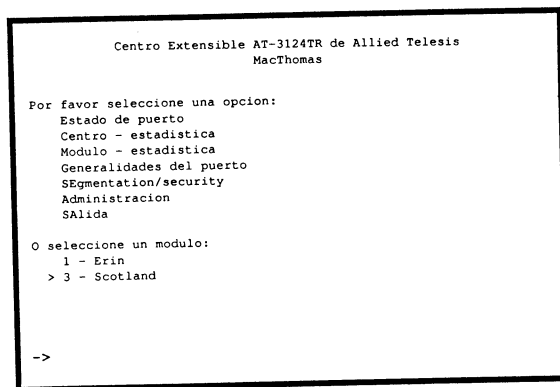 Centro Extensible AT-3124TR de Allied Telesis
MacThomas
Por favor seleccione una opcion:
Estado de puerto
Centro - estadistica
Modulo - estadistica
Generalidades del puerto
SEgmentation/security
Administracion
SAlida
O seleccione un modulo:
1 - Erin
> 3 - Scotland
->